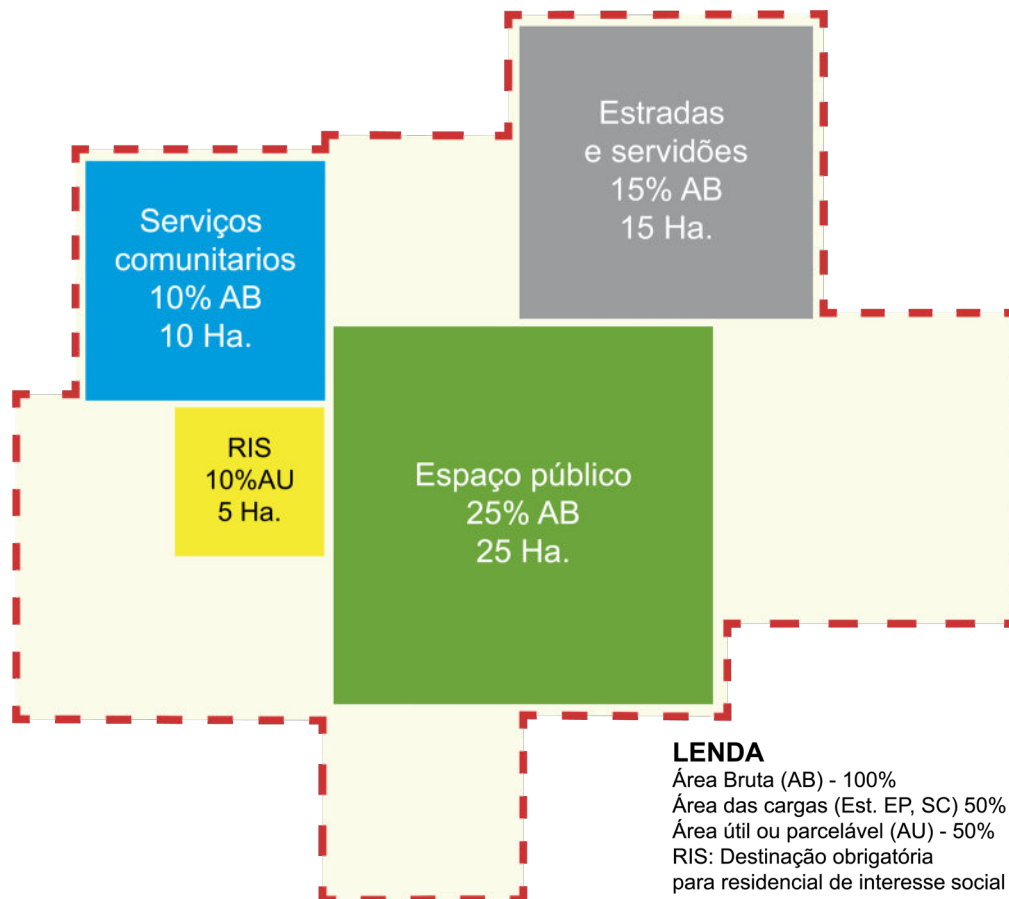 Estradas
e servidões
15% AB
15 Ha.
Serviços
comunitarios
10% AB
10 Ha.
RIS
10%AU
5 Ha.
Espaço público
25% AB
25 Ha.
LENDA
Área Bruta (AB) - 100%
Área das cargas (Est. EP, SC) 50%
Área útil ou parcelável (AU) - 50%
RIS: Destinação obrigatória
para residencial de interesse social